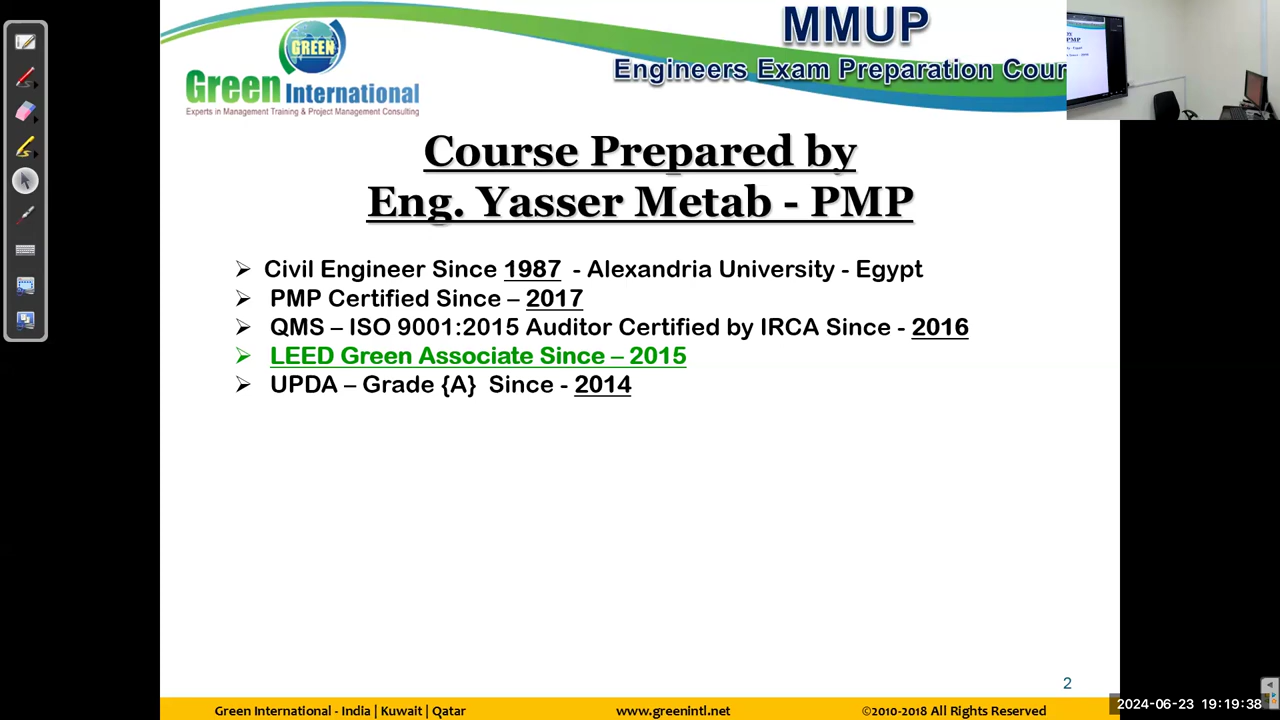 MMUP
Engineers Exam Preparation Cour
GREEN
Green International
Experts in Management Training & Project Management Consulting
Course Prepared by
Eng. Yasser Metab - PMP
➢ Civil Engineer Since 1987 - Alexandria University - Egypt
➢ PMP Certified Since – 2017
➢ QMS – ISO 9001:2015 Auditor Certified by IRCA Since - 2016
➢ LEED Green Associate Since – 2015
➢ UPDA – Grade {A} Since - 2014
2
Green International - India | Kuwait | Qatar www.greenintl.net ©2010-2018 All Rights Reserved
2024-06-23 19:19:38